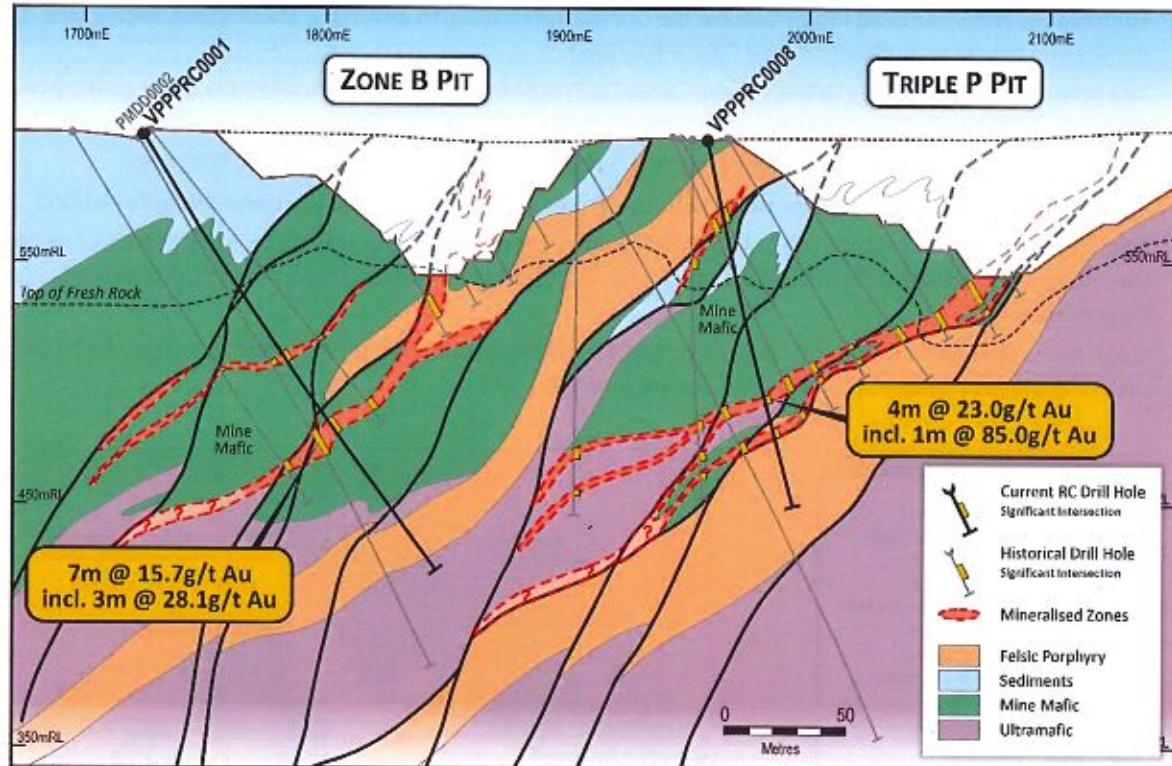 1700mE
1800mE
1900mE
2000mE
2100mE
PMDD0002
VPPPRC0001
ZONE B PIT
VPPPRC0008
TRIPLE P PIT
550mRL
550mRL
Top of Fresh Rock
Mine
Mafic
Mine
Mafic
4m @ 23.0g/t Au
incl. 1m @ 85.0g/t Au
450mRL
? ? ? ?
7m @ 15.7g/t Au
incl. 3m @ 28.1g/t Au
? ?
350mRL
0 50
Metres
Current RC Drill Hole
Significant Intersection
Historical Drill Hole
Significant Intersection
Mineralised Zones
Felsic Porphyry
Sediments
Mine Mafic
Ultramafic